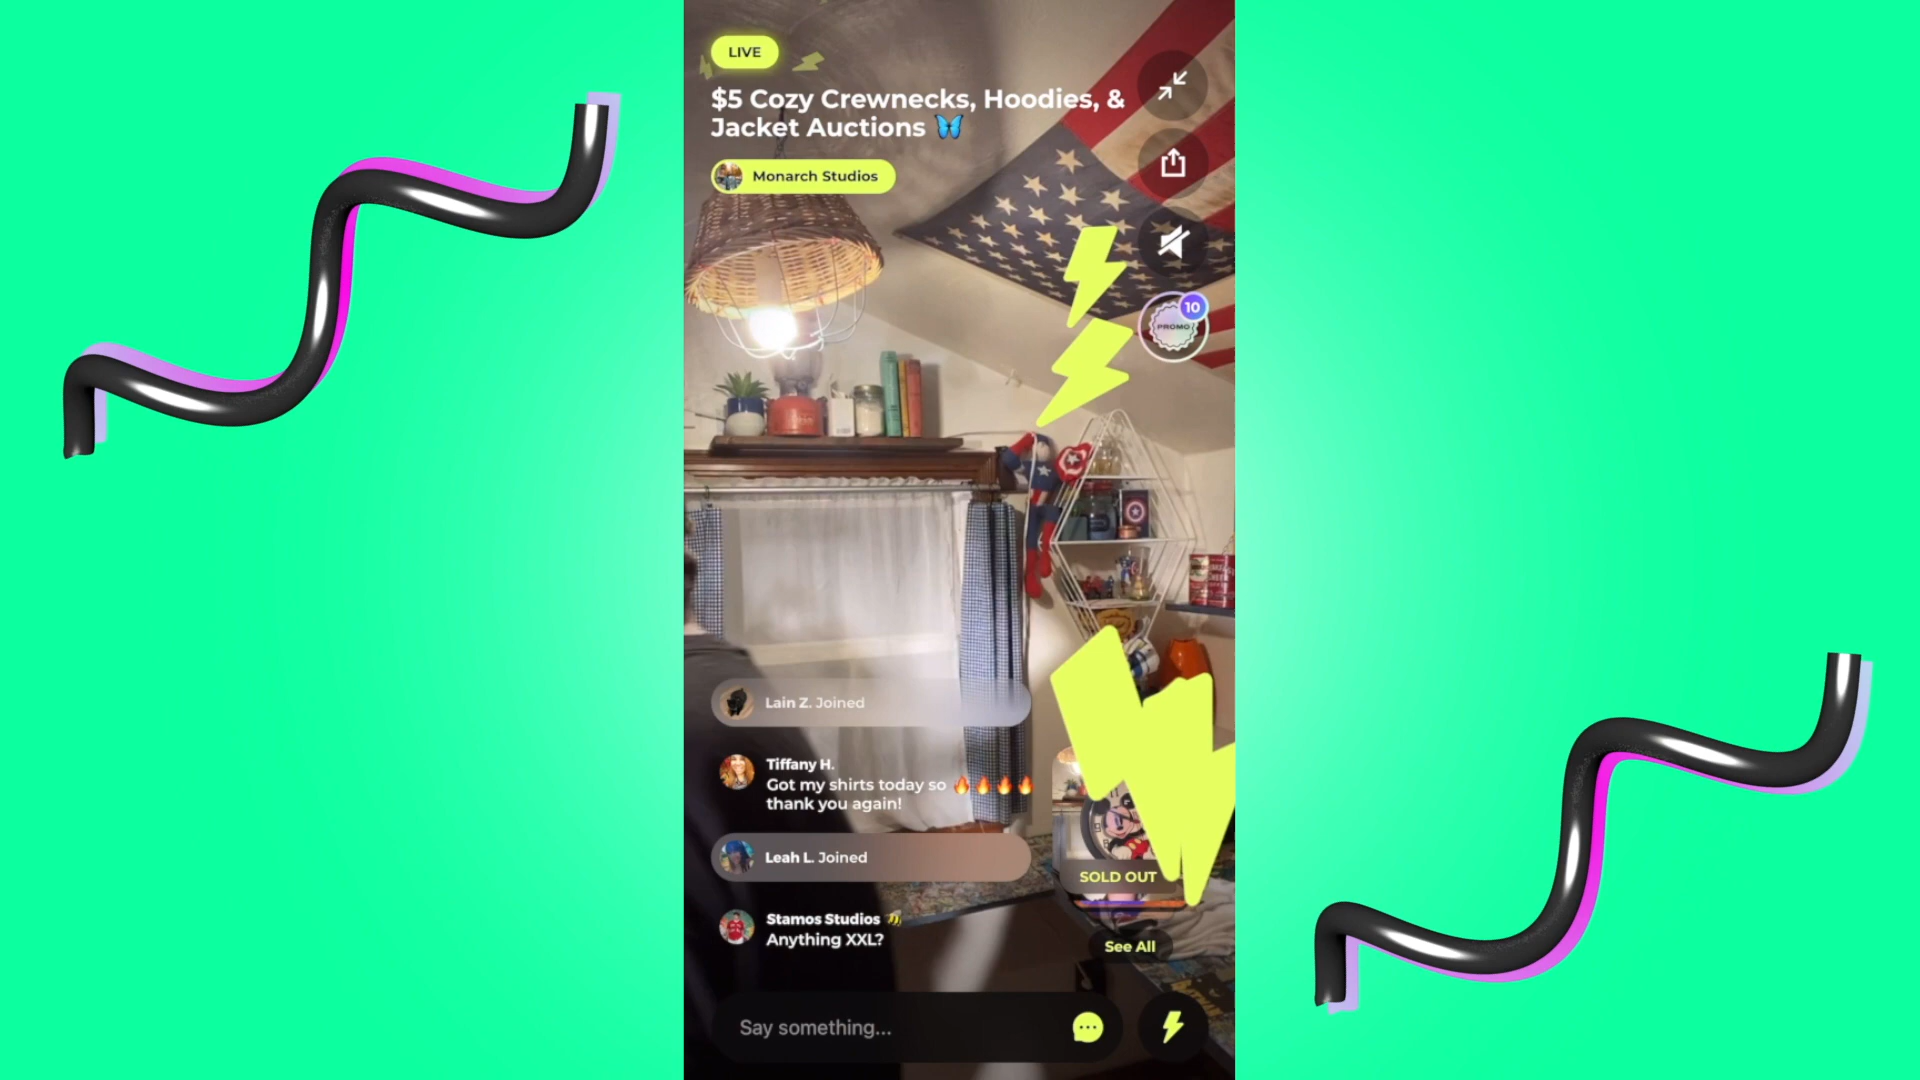 LIVE
$5 Cozy Crewnecks, Hoodies, &
Jacket Auctions 🦋
Monarch Studios
10
PROMO
Lain Z. Joined
Tiffany H.
Got my shirts today so 🔥🔥🔥🔥
thank you again!
Leah L. Joined
SOLD OUT
Stamos Studios 🐝
Anything XXL?
See All
Say something...